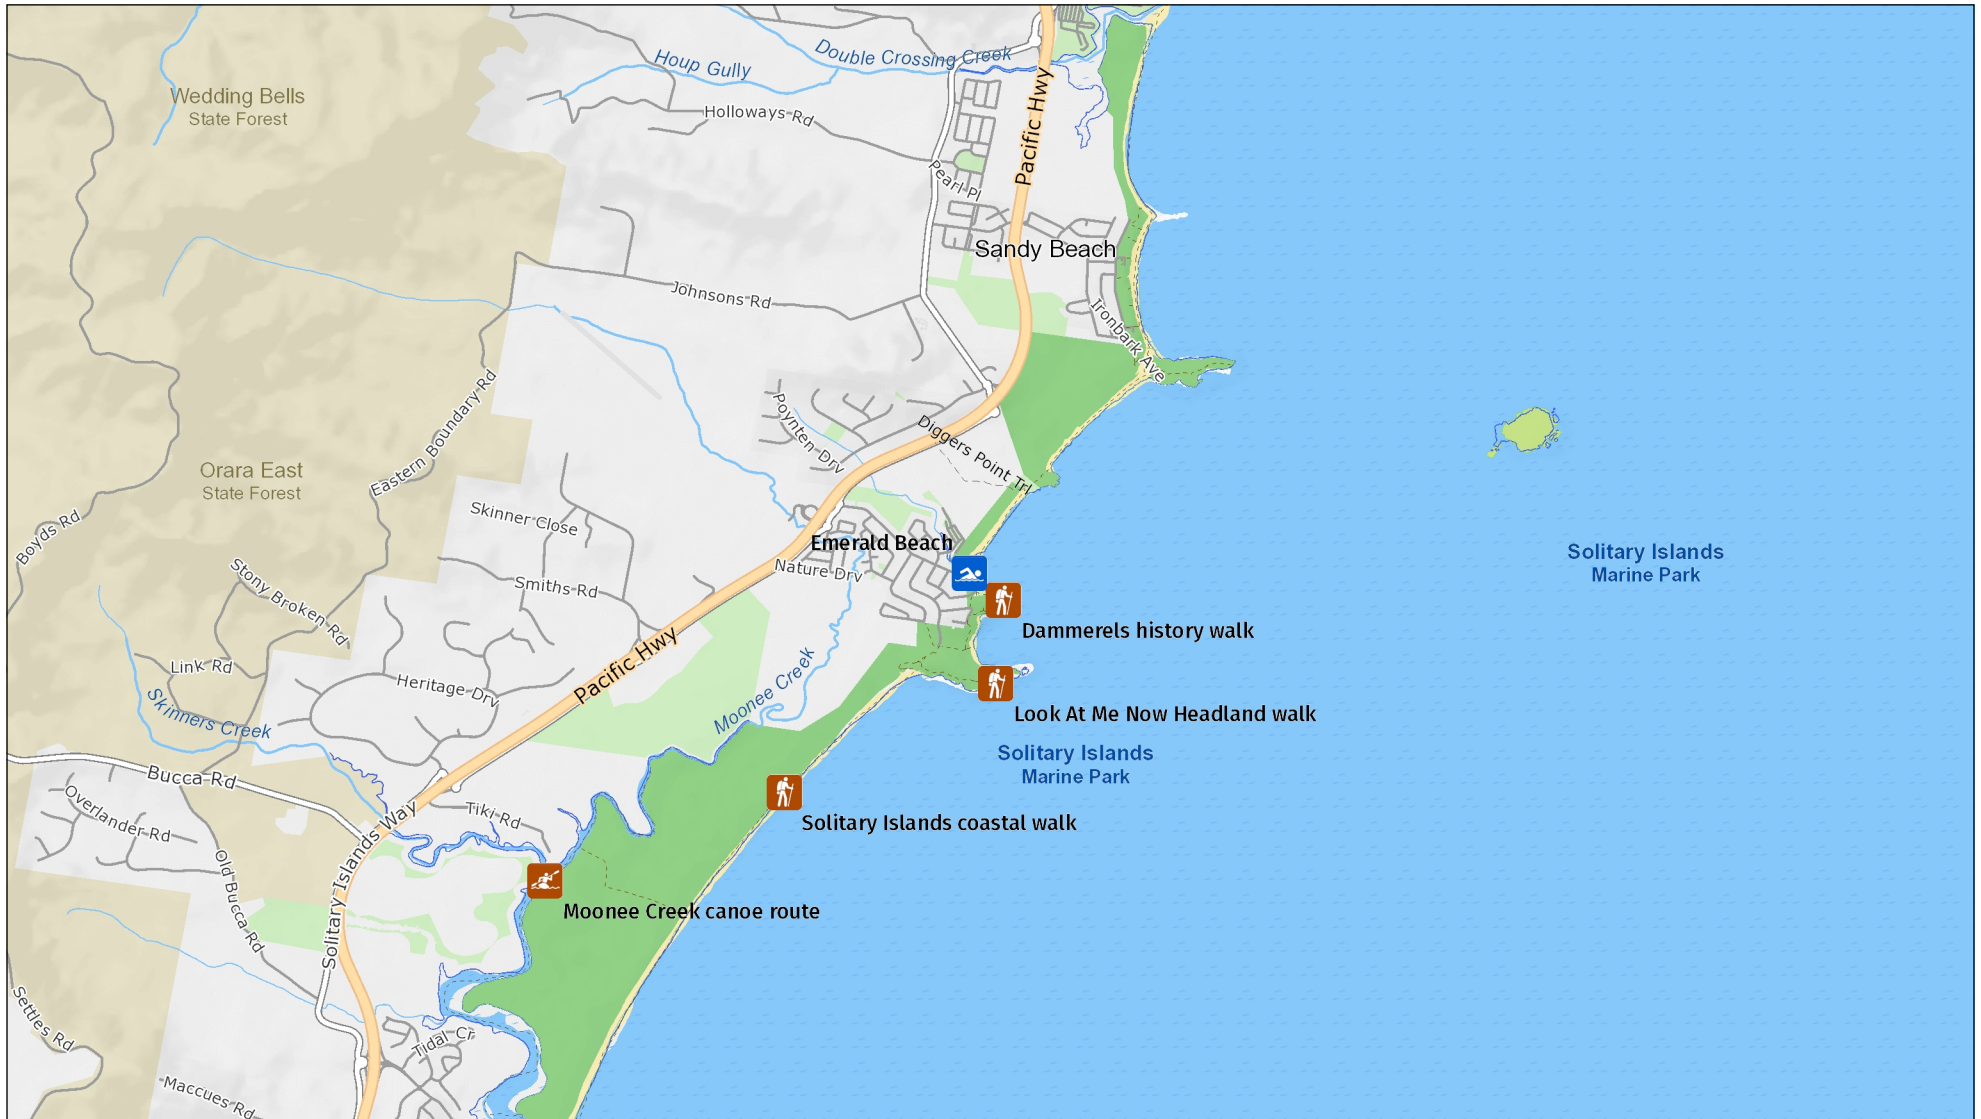 Houp Gully
Double Crossing Creek
Wedding Bells
State Forest
Holloways Rd
Pacific Hwy
Pearl Pl
Sandy Beach
Johnsons Rd
Ironbark Ave
Eastern Boundary Rd
Poynten Drv
Diggers Point Trl
Orara East
State Forest
Skinner Close
Boyds Rd
Emerald Beach
Nature Drv
Solitary Islands
Marine Park
Stony Broken Rd
Smiths Rd
Dammerels history walk
Pacific Hwy
Link Rd
Heritage Drv
Moonee Creek
Skinners Creek
Look At Me Now Headland walk
Solitary Islands
Marine Park
Bucca Rd
Overlander Rd
Tiki Rd
Solitary Islands coastal walk
Solitary Islands Way
Old Bucca Rd
Moonee Creek canoe route
Settles Rd
Tidal Cr
Maccues Rd